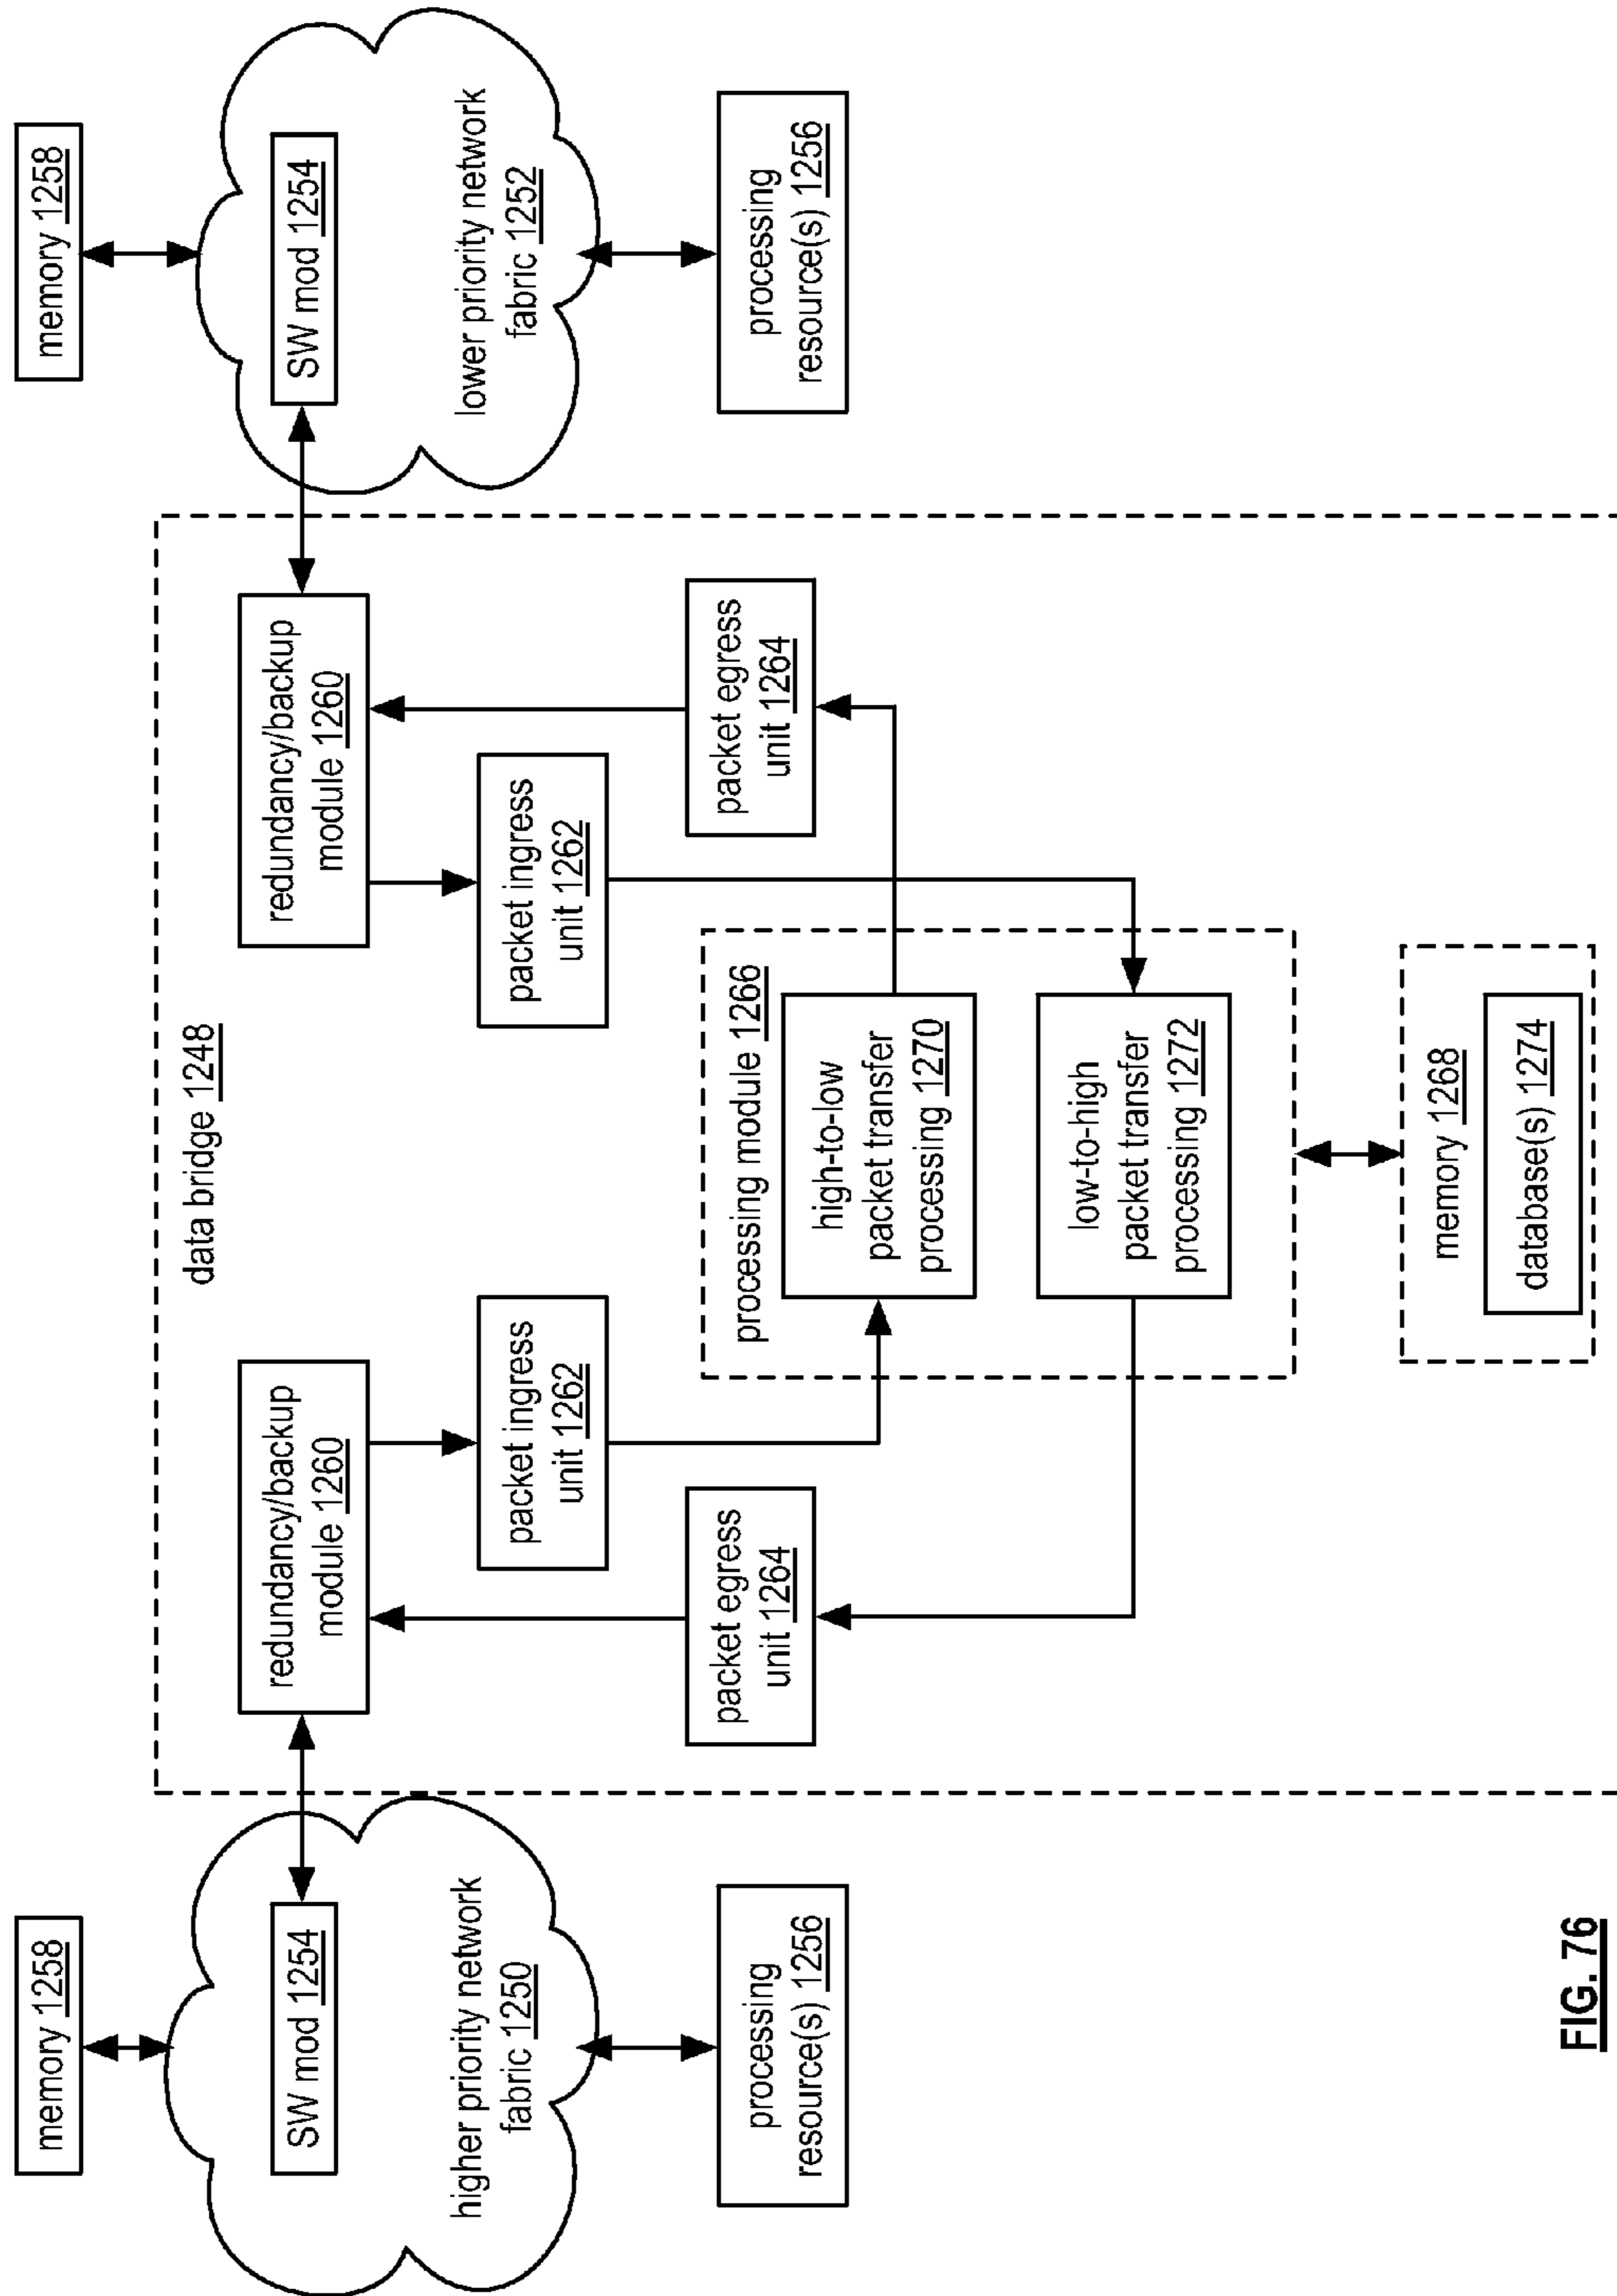 memory 1258
SW mod 1254
higher priority network
fabric 1250
processing
resource(s) 1256
data bridge 1248
redundancy/backup
module 1260
packet ingress
unit 1262
packet egress
unit 1264
processing module 1266
high-to-low
packet transfer
processing 1270
low-to-high
packet transfer
processing 1272
memory 1268
database(s) 1274
redundancy/backup
module 1260
packet ingress
unit 1262
packet egress
unit 1264
memory 1258
SW mod 1254
lower priority network
fabric 1252
processing
resource(s) 1256
FIG. 76